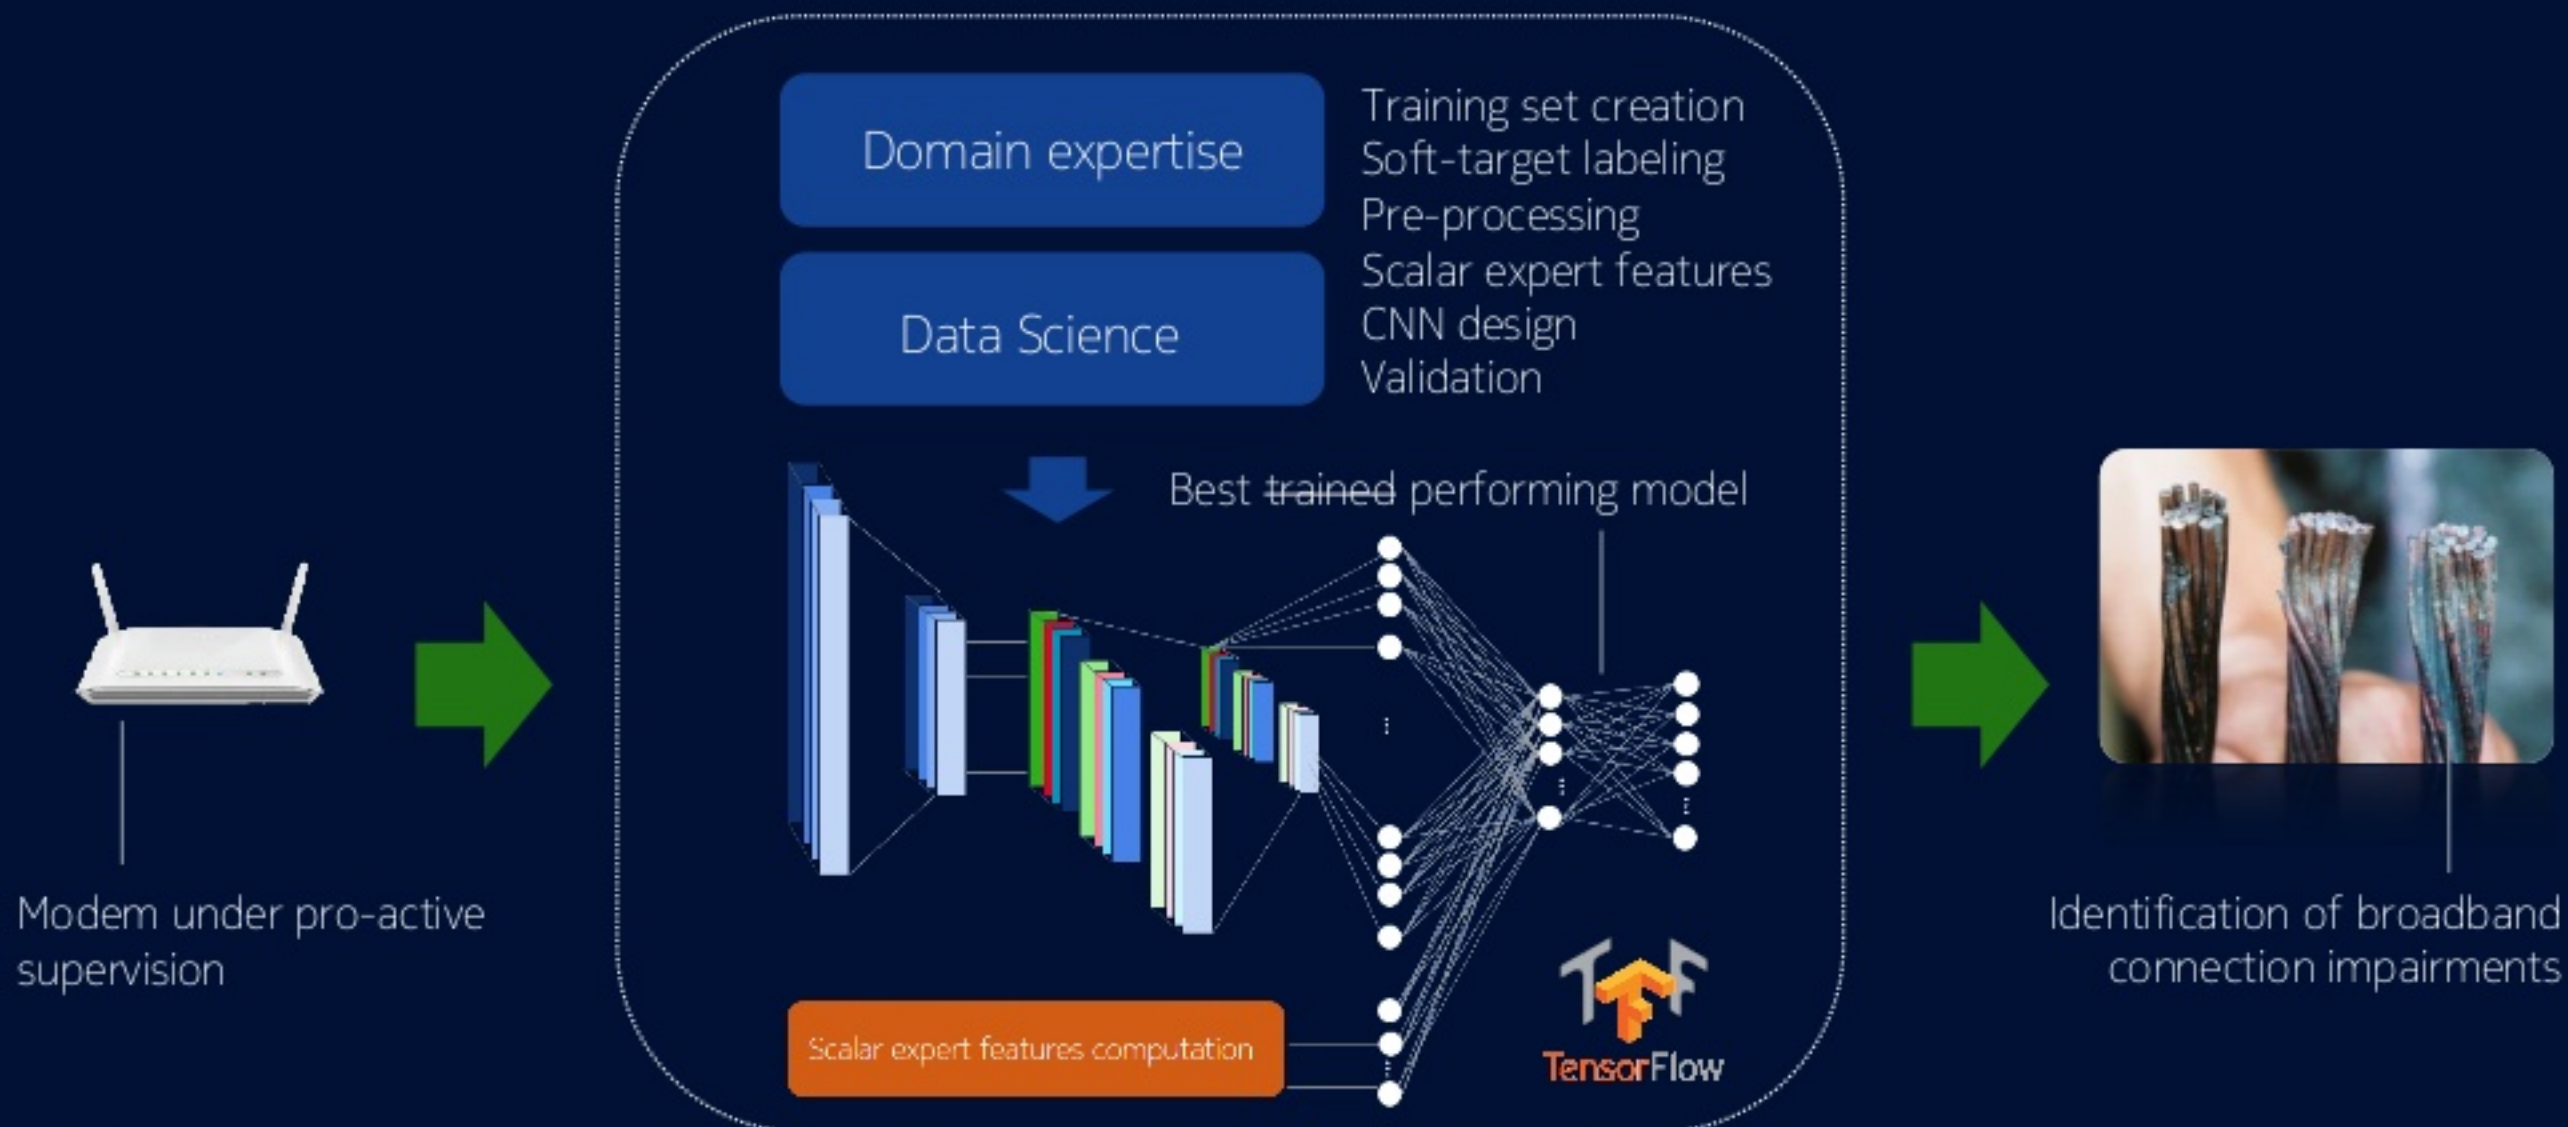 Domain expertise
Data Science
Training set creation
Soft-target labeling
Pre-processing
Scalar expert features
CNN design
Validation
Best trained performing model
Modem under pro-active
supervision
Scalar expert features computation
TensorFlow
Identification of broadband
connection impairments